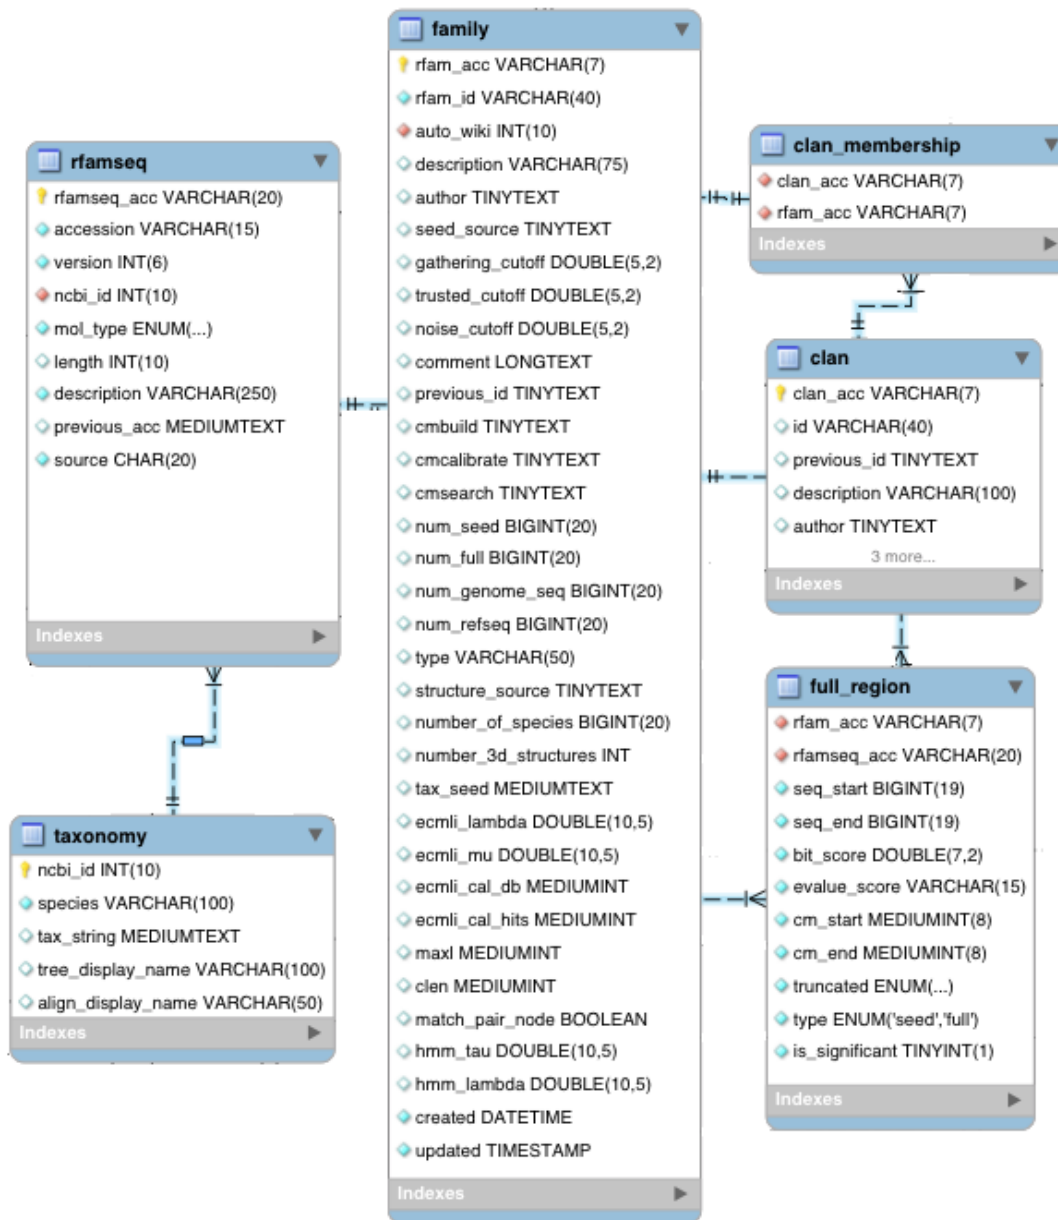 family
rfam_acc VARCHAR(7)
rfam_id VARCHAR(40)
auto_wiki INT(10)
description VARCHAR(75)
author TINYTEXT
seed_source TINYTEXT
gathering_cutoff DOUBLE(5,2)
trusted_cutoff DOUBLE(5,2)
noise_cutoff DOUBLE(5,2)
comment LONGTEXT
previous_id TINYTEXT
cmbuild TINYTEXT
cmcalibrate TINYTEXT
cmsearch TINYTEXT
num_seed BIGINT(20)
num_full BIGINT(20)
num_genome_seq BIGINT(20)
num_refseq BIGINT(20)
type VARCHAR(50)
structure_source TINYTEXT
number_of_species BIGINT(20)
number_3d_structures INT
tax_seed MEDIUMTEXT
ecmli_lambda DOUBLE(10,5)
ecmli_mu DOUBLE(10,5)
ecmli_cal_db MEDIUMINT
ecmli_cal_hits MEDIUMINT
maxl MEDIUMINT
clen MEDIUMINT
match_pair_node BOOLEAN
hmm_tau DOUBLE(10,5)
hmm_lambda DOUBLE(10,5)
created DATETIME
updated TIMESTAMP
Indexes
rfamseq
rfamseq_acc VARCHAR(20)
accession VARCHAR(15)
version INT(6)
ncbi_id INT(10)
mol_type ENUM(...)
length INT(10)
description VARCHAR(250)
previous_acc MEDIUMTEXT
source CHAR(20)
Indexes
taxonomy
ncbi_id INT(10)
species VARCHAR(100)
tax_string MEDIUMTEXT
tree_display_name VARCHAR(100)
align_display_name VARCHAR(50)
Indexes
clan_membership
clan_acc VARCHAR(7)
rfam_acc VARCHAR(7)
Indexes
clan
clan_acc VARCHAR(7)
id VARCHAR(40)
previous_id TINYTEXT
description VARCHAR(100)
author TINYTEXT
3 more...
Indexes
full_region
rfam_acc VARCHAR(7)
rfamseq_acc VARCHAR(20)
seq_start BIGINT(19)
seq_end BIGINT(19)
bit_score DOUBLE(7,2)
evalue_score VARCHAR(15)
cm_start MEDIUMINT(8)
cm_end MEDIUMINT(8)
truncated ENUM(...)
type ENUM('seed','full')
is_significant TINYINT(1)
Indexes